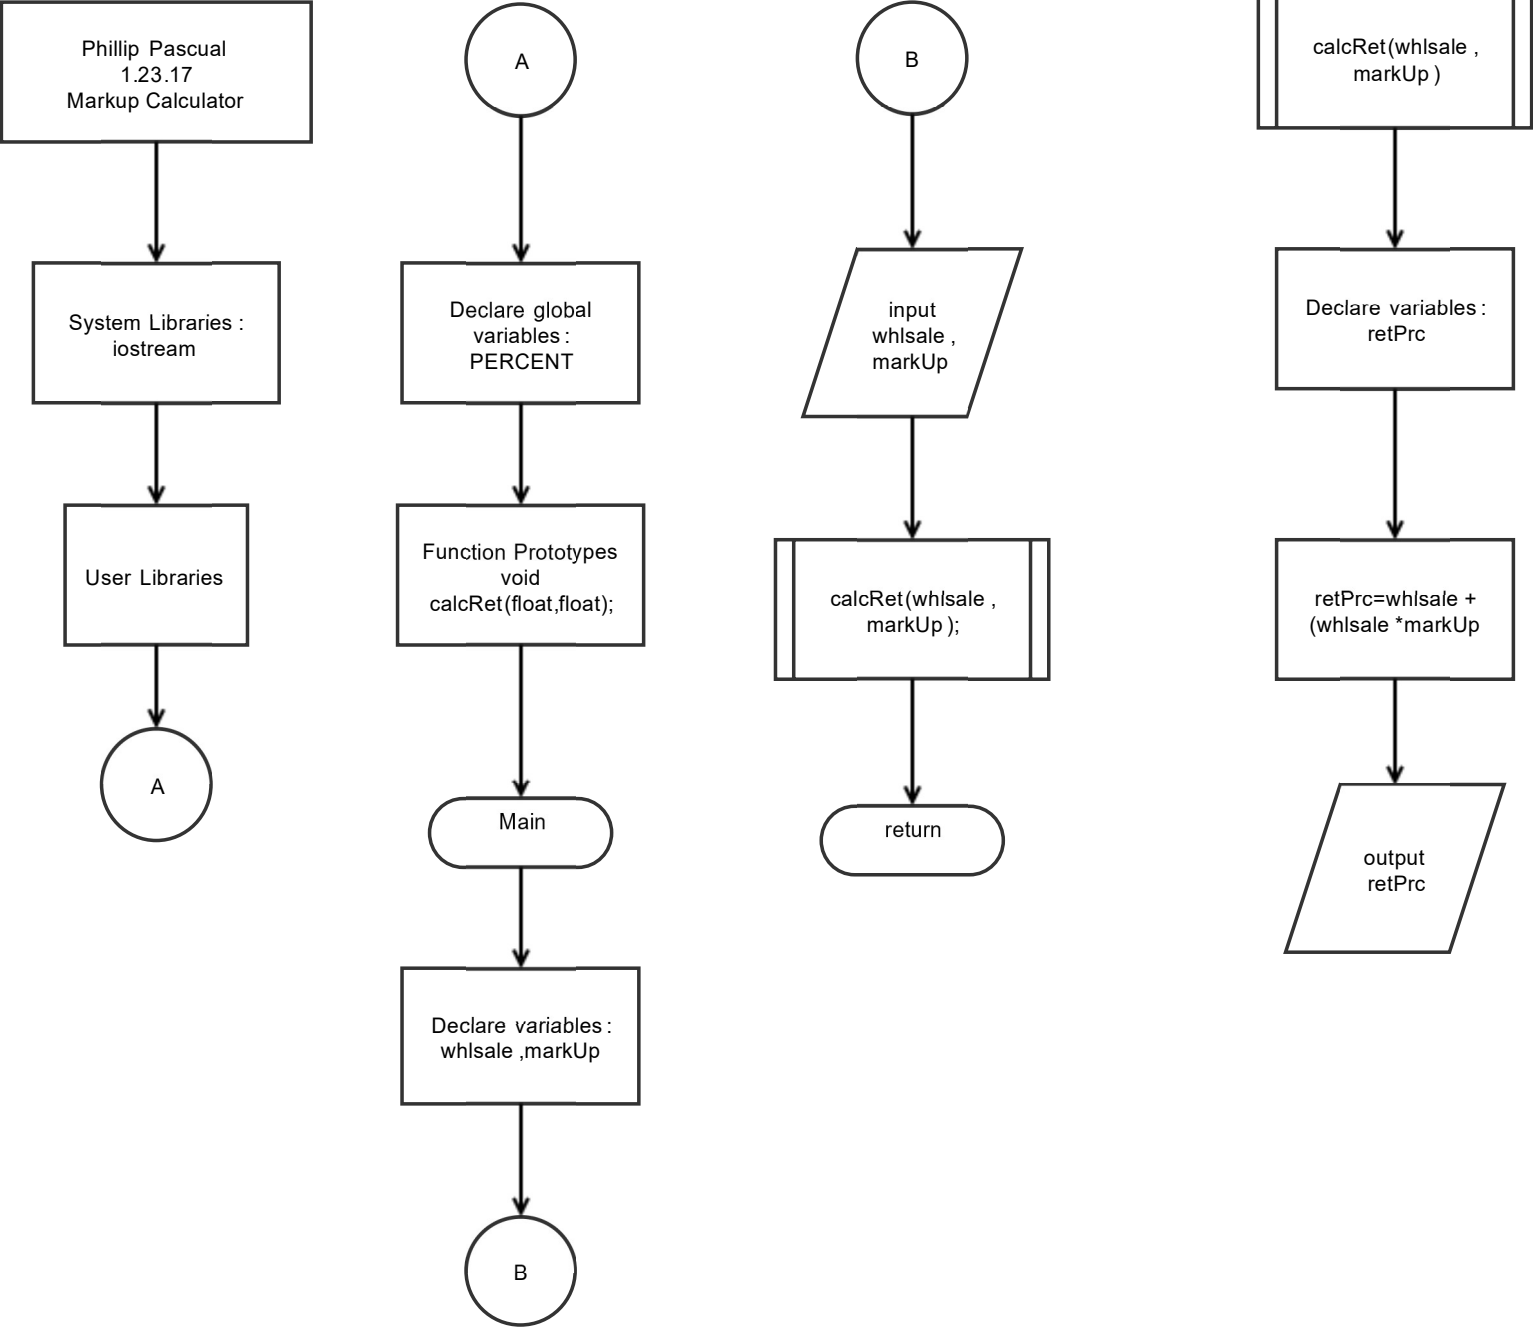 Phillip Pascual
1.23.17
Markup Calculator
System Libraries :
iostream
User Libraries
A
A
Declare global
variables :
PERCENT
Function Prototypes
void
calcRet(float,float);
Main
Declare variables :
whlsale ,markUp
B
B
input
whlsale ,
markUp
calcRet(whlsale ,
markUp );
return
calcRet(whlsale ,
markUp )
Declare variables :
retPrc
retPrc=whlsale +
(whlsale *markUp
output
retPrc